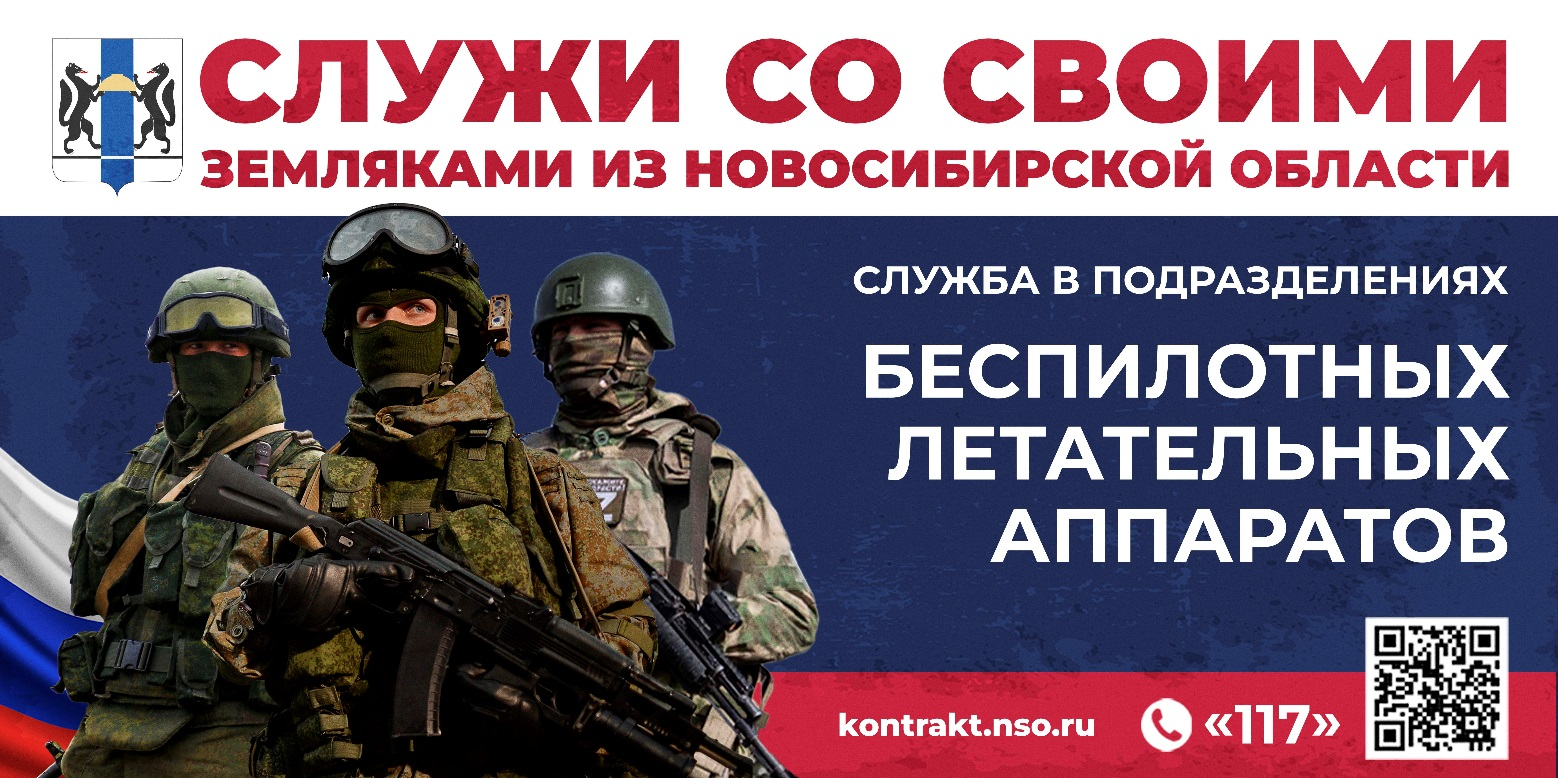 СЛУЖИ СО СВОИМИ
ЗЕМЛЯКАМИ ИЗ НОВОСИБИРСКОЙ ОБЛАСТИ
СЛУЖБА В ПОДРАЗДЕЛЕНИЯХ
БЕСПИЛОТНЫХ
ЛЕТАТЕЛЬНЫХ
АППАРАТОВ
Z
kontrakt.nso.ru «117»